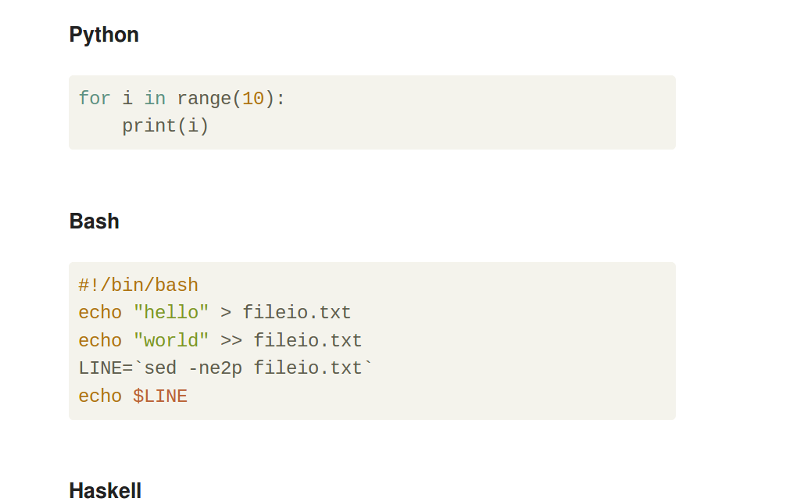 Python
for i in range(10):
    print(i)
Bash
#!/bin/bash
echo "hello" > fileio.txt
echo "world" >> fileio.txt
LINE=`sed -ne2p fileio.txt`
echo $LINE
Haskell